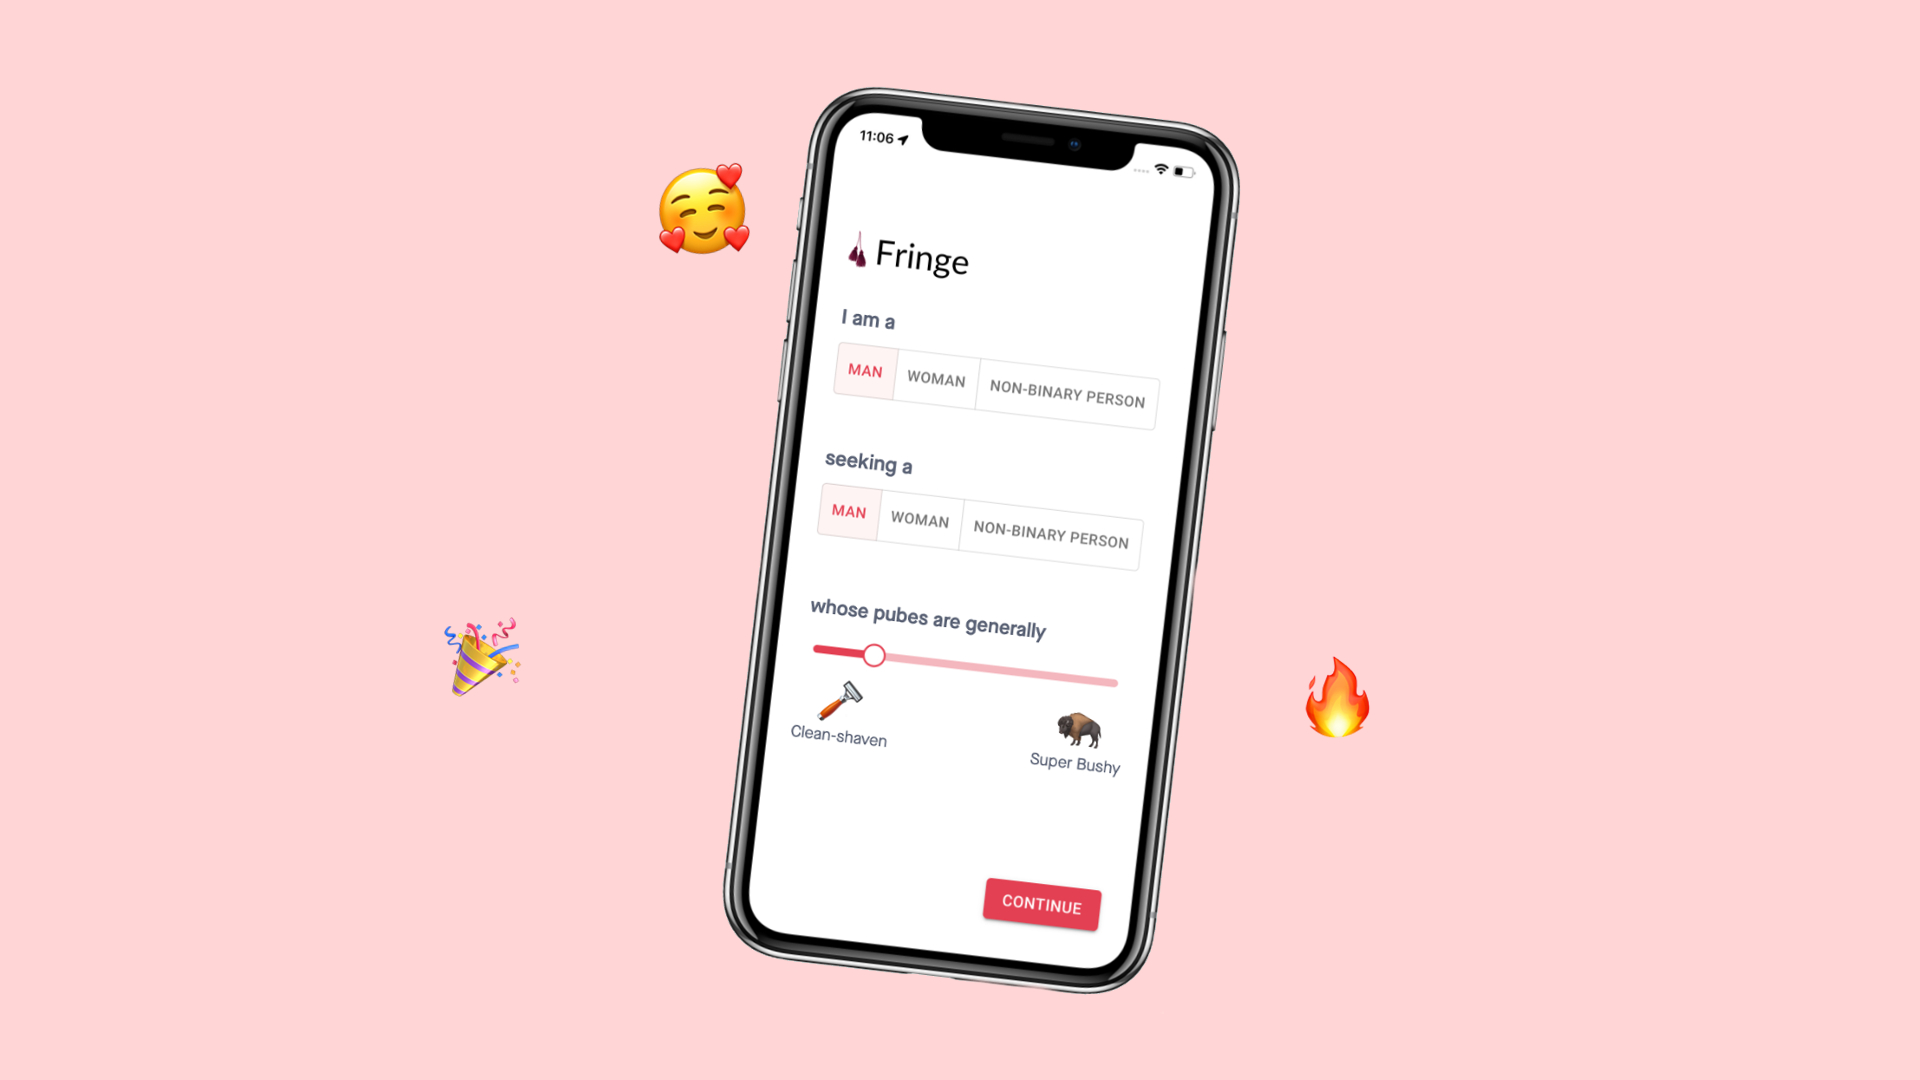 11:06
Fringe
I am a
MAN WOMAN NON-BINARY PERSON
seeking a
MAN WOMAN NON-BINARY PERSON
whose pubes are generally
Clean-shaven
Super Bushy
CONTINUE